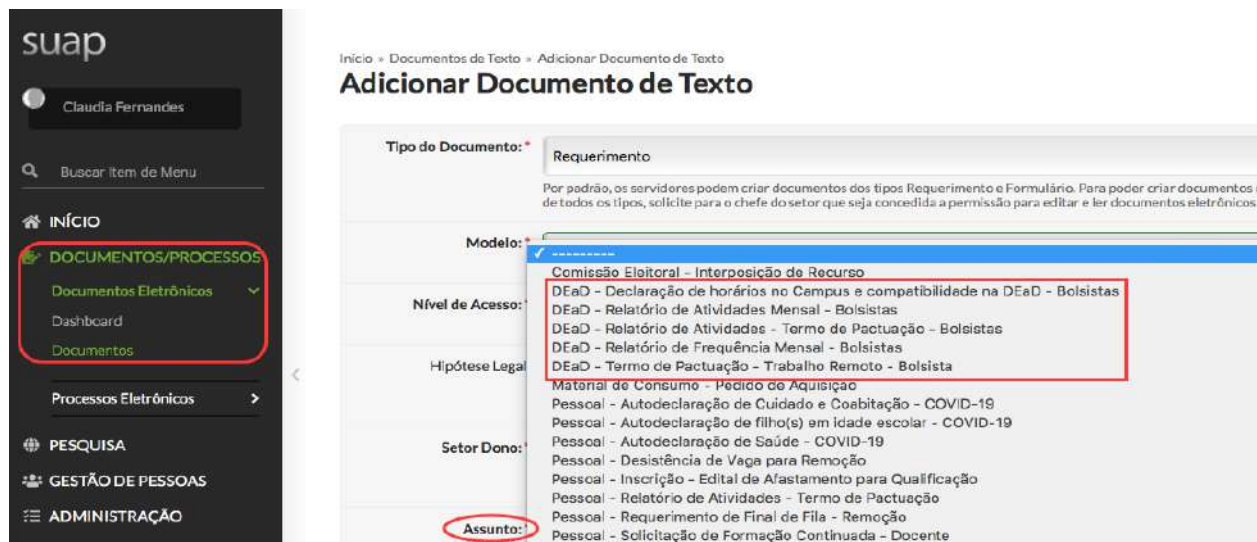 suap
Claudia Fernandes
Buscar Item de Menu
INÍCIO
DOCUMENTOS/PROCESSOS
Documentos Eletrônicos
Dashboard
Documentos
Processos Eletrônicos
PESQUISA
GESTÃO DE PESSOAS
ADMINISTRAÇÃO
Início » Documentos de Texto » Adicionar Documento de Texto
Adicionar Documento de Texto
Tipo do Documento: *
Requerimento
Por padrão, os servidores podem criar documentos dos tipos Requerimento e Formulário. Para poder criar documentos
de todos os tipos, solicite para o chefe do setor que seja concedida a permissão para editar e ler documentos eletrônicos
Modelo: *
✓ ---------
Comissão Eleitoral - Interposição de Recurso
DEaD - Declaração de horários no Campus e compatibilidade na DEaD - Bolsistas
DEaD - Relatório de Atividades Mensal - Bolsistas
Nível de Acesso: *
DEaD - Relatório de Atividades - Termo de Pactuação - Bolsistas
DEaD - Relatório de Frequência Mensal - Bolsistas
Hipótese Legal
DEaD - Termo de Pactuação - Trabalho Remoto - Bolsista
Material de Consumo - Pedido de Aquisição
Pessoal - Autodeclaração de Cuidado e Coabitação - COVID-19
Pessoal - Autodeclaração de filho(s) em idade escolar - COVID-19
Setor Dono: *
Pessoal - Autodeclaração de Saúde - COVID-19
Pessoal - Desistência de Vaga para Remoção
Pessoal - Inscrição - Edital de Afastamento para Qualificação
Pessoal - Relatório de Atividades - Termo de Pactuação
Assunto: *
Pessoal - Requerimento de Final de Fila - Remoção
Pessoal - Solicitação de Formação Continuada - Docente